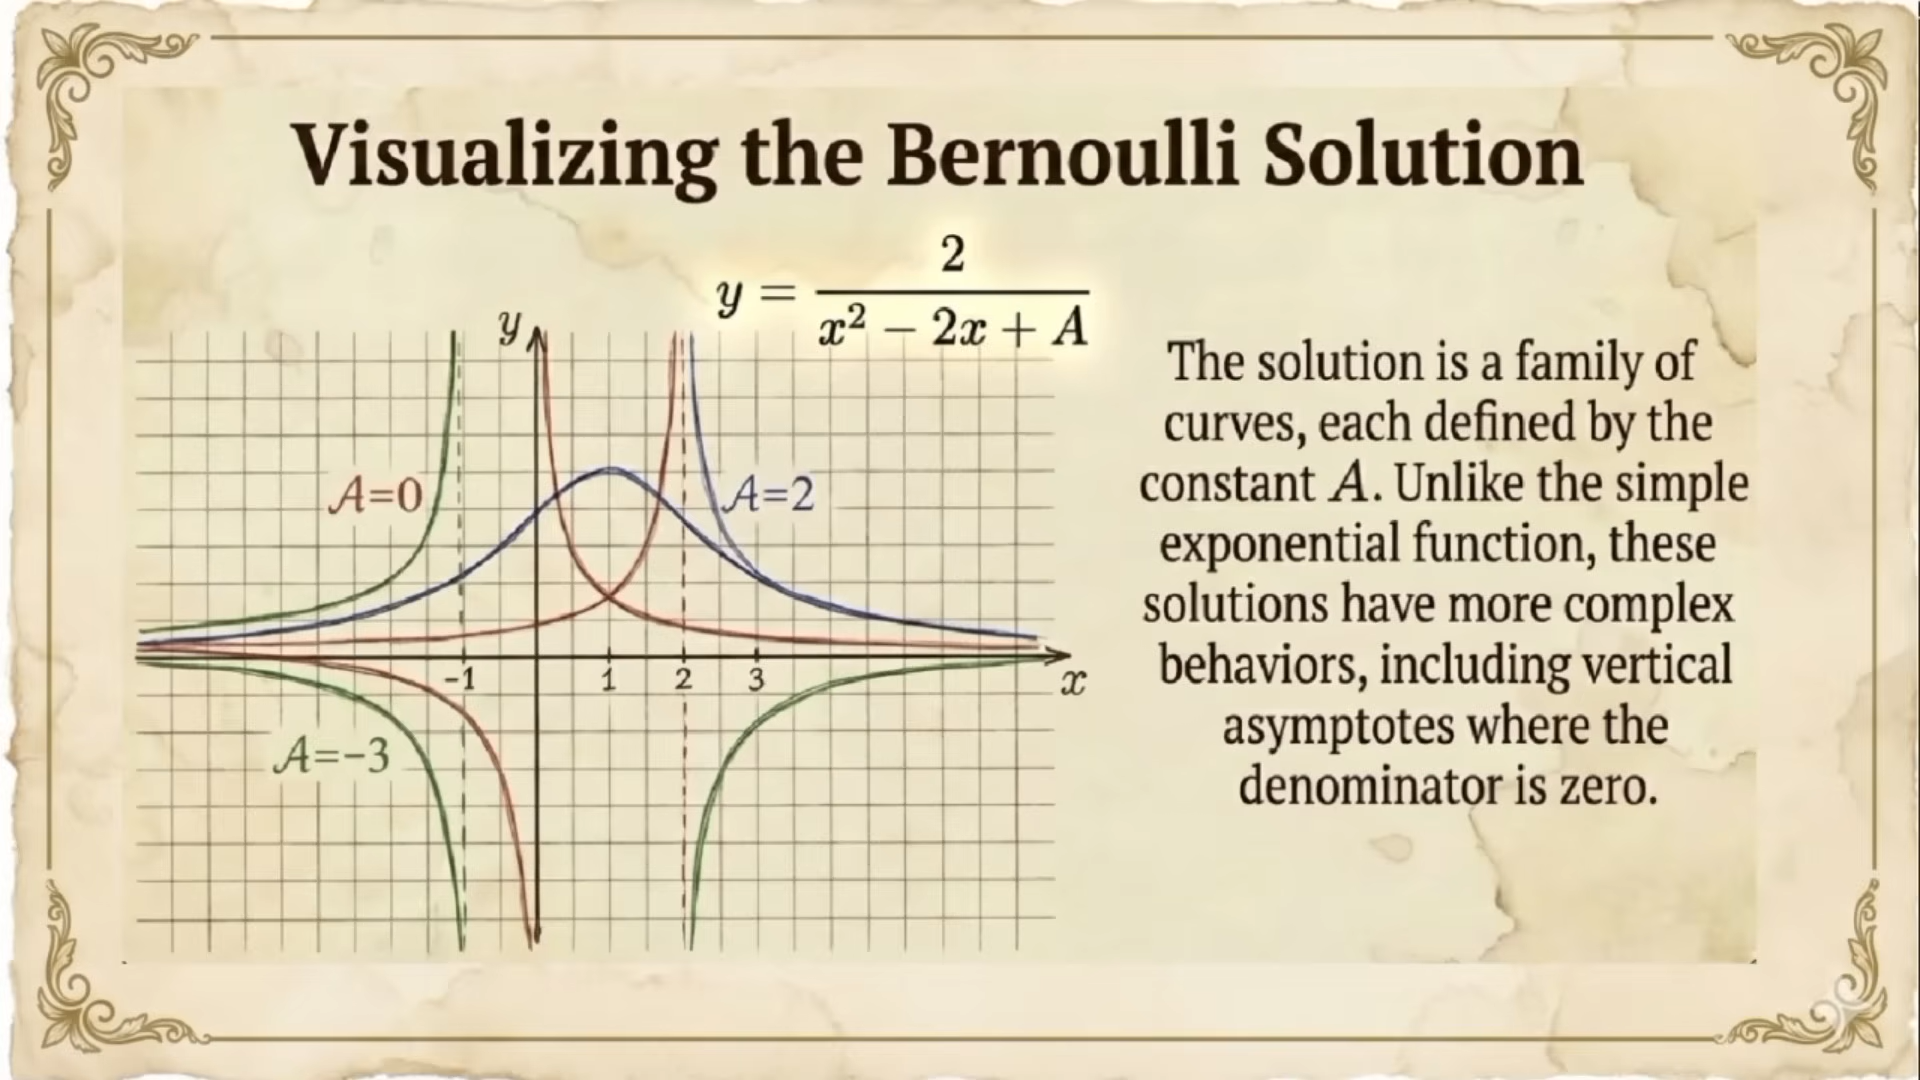 Visualizing the Bernoulli Solution
y = 2 / (x² − 2x + A)
y
A=0
A=2
-1
1
2
3
x
A=-3
The solution is a family of
curves, each defined by the
constant A. Unlike the simple
exponential function, these
solutions have more complex
behaviors, including vertical
asymptotes where the
denominator is zero.